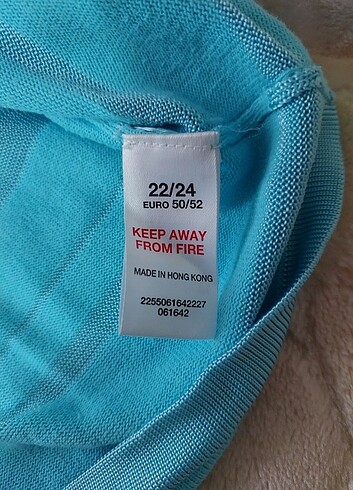 22/24
EURO 50/52
KEEP AWAY
FROM FIRE
MADE IN HONG KONG
2255061642227
061642